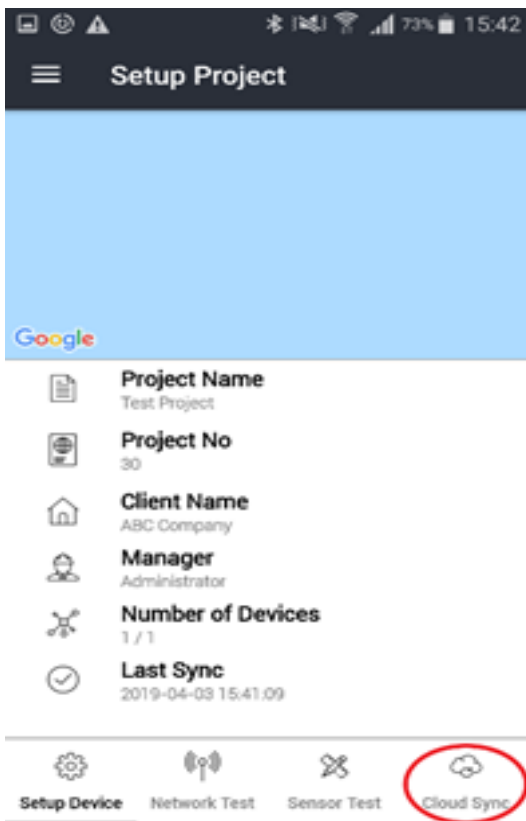 73% 15:42
Setup Project
Google
Project Name
Test Project
Project No
30
Client Name
ABC Company
Manager
Administrator
Number of Devices
1 / 1
Last Sync
2019-04-03 15:41:09
Setup Device Network Test Sensor Test Cloud Sync